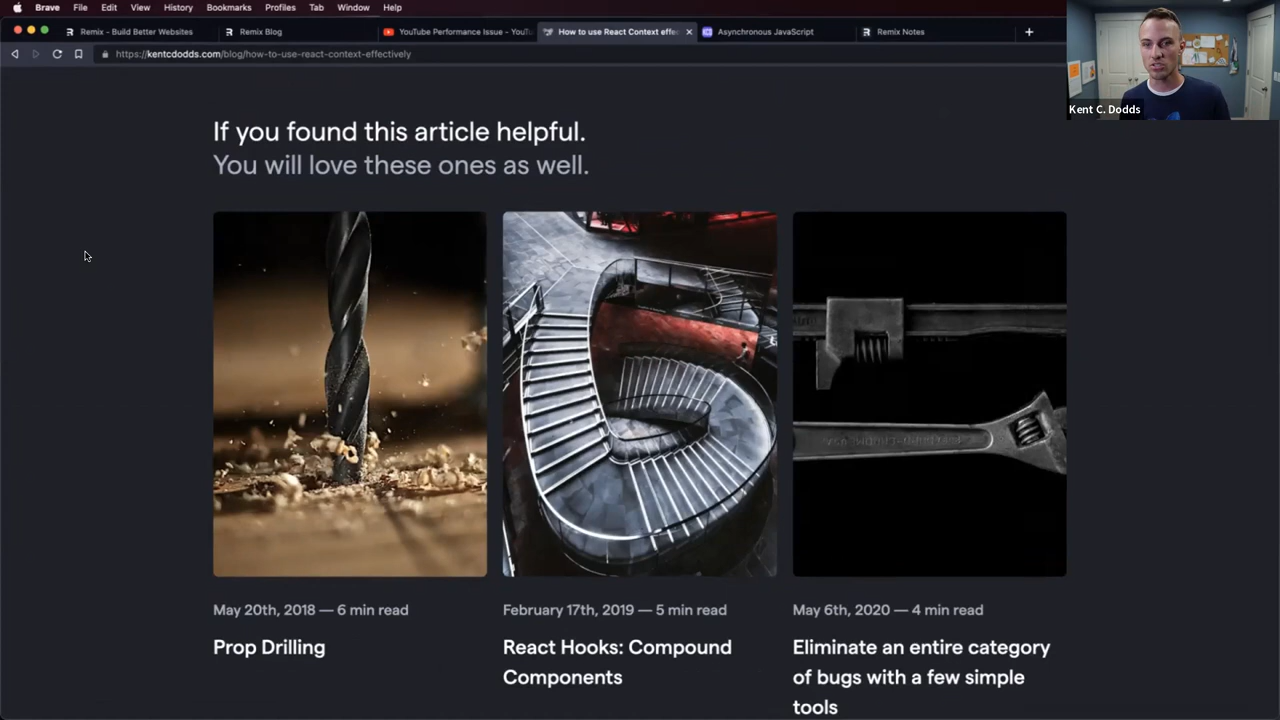 Brave File Edit View History Bookmarks Profiles Tab Window Help
Remix - Build Better Websites
Remix Blog
YouTube Performance Issue - YouTu
How to use React Context effec
Asynchronous JavaScript
Remix Notes
https://kentcdodds.com/blog/how-to-use-react-context-effectively
Kent C. Dodds
If you found this article helpful.
You will love these ones as well.
May 20th, 2018 — 6 min read
Prop Drilling
February 17th, 2019 — 5 min read
React Hooks: Compound
Components
May 6th, 2020 — 4 min read
Eliminate an entire category
of bugs with a few simple
tools